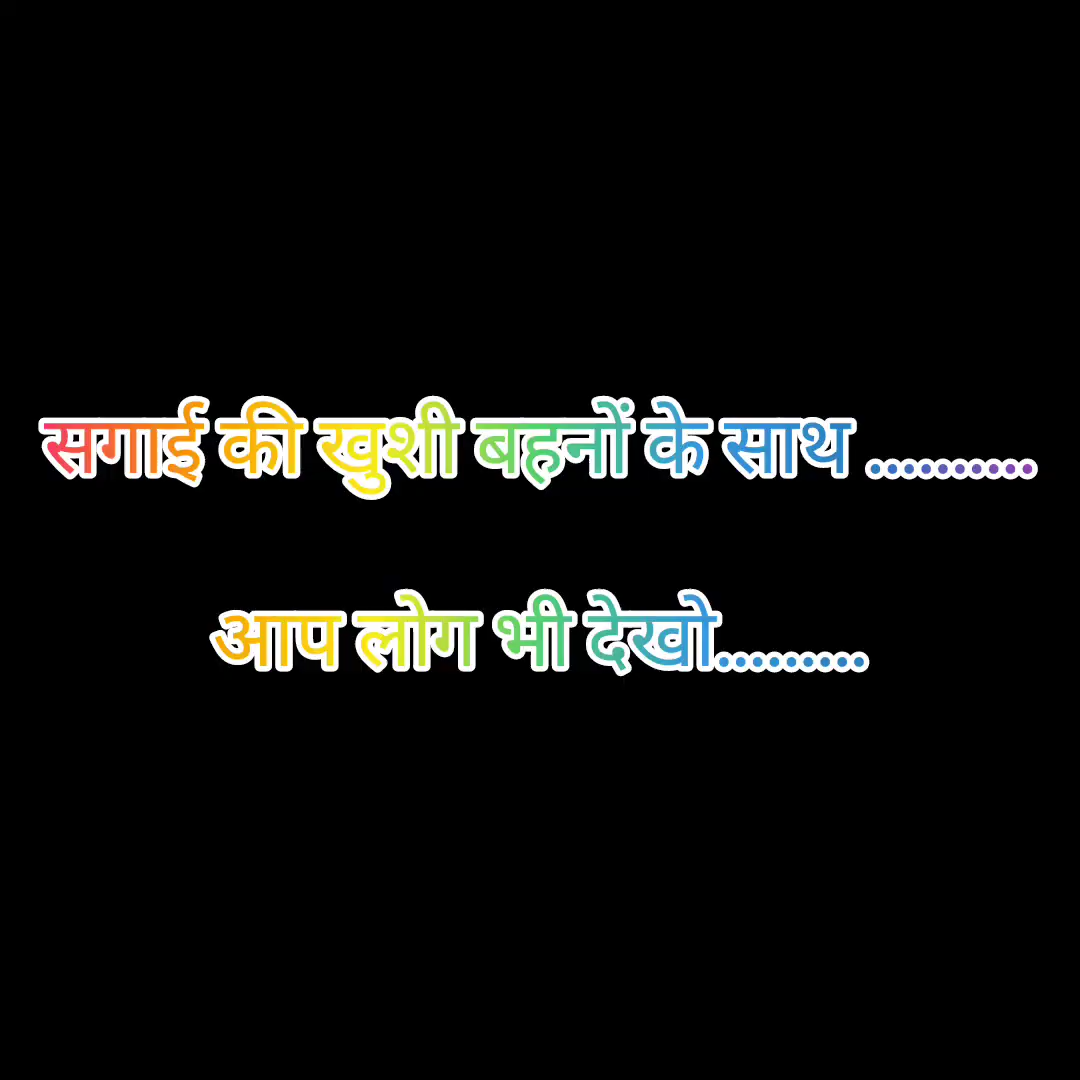 सगाई की खुशी बहनों के साथ ..........
आप लोग भी देखो.........